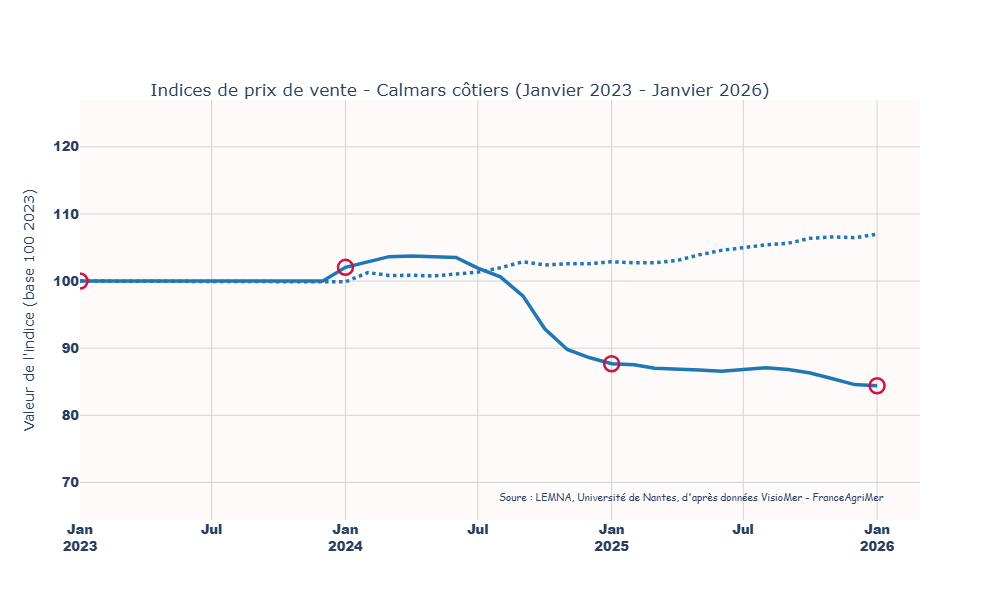 Indices de prix de vente - Calmars côtiers (Janvier 2023 - Janvier 2026)
Valeur de l'indice (base 100 2023)
120
110
100
90
80
70
Soure : LEMNA, Université de Nantes, d'après données VisioMer - FranceAgriMer
Jan
2023
Jul
Jan
2024
Jul
Jan
2025
Jul
Jan
2026